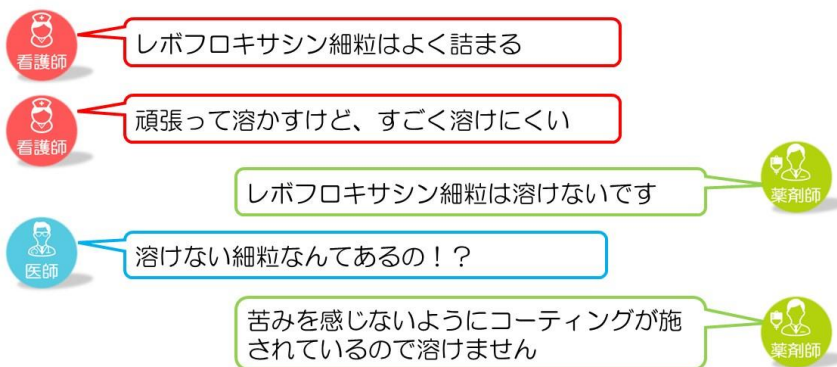 看護師
レボフロキサシン細粒はよく詰まる
看護師
頑張って溶かすけど、すごく溶けにくい
レボフロキサシン細粒は溶けないです
薬剤師
医師
溶けない細粒なんてあるの！？
苦みを感じないようにコーティングが施
されているので溶けません
薬剤師